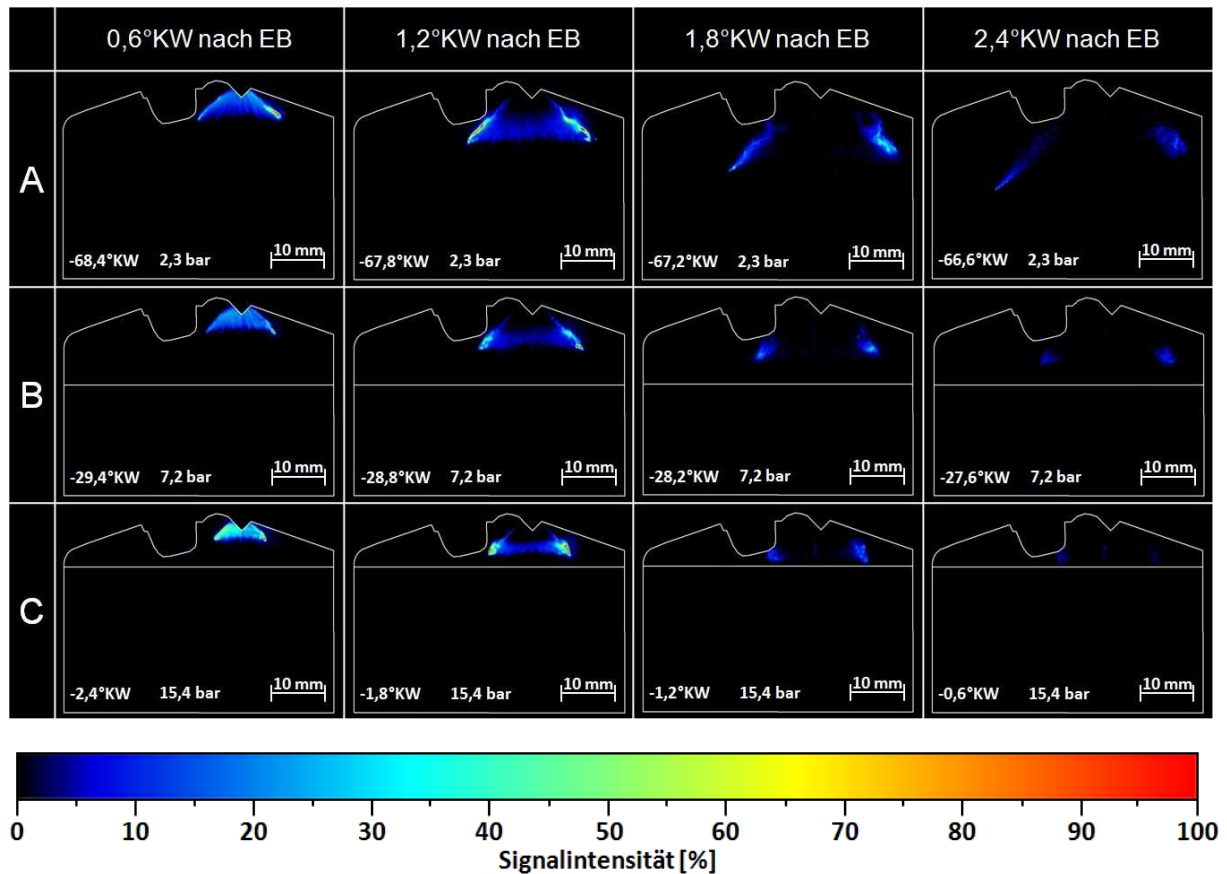 0,6°KW nach EB 1,2°KW nach EB 1,8°KW nach EB 2,4°KW nach EB
A
10 mm 10 mm 10 mm 10 mm
-68,4°KW 2,3 bar -67,8°KW 2,3 bar -67,2°KW 2,3 bar -66,6°KW 2,3 bar
B
10 mm 10 mm 10 mm 10 mm
-29,4°KW 7,2 bar -28,8°KW 7,2 bar -28,2°KW 7,2 bar -27,6°KW 7,2 bar
C
10 mm 10 mm 10 mm 10 mm
-2,4°KW 15,4 bar -1,8°KW 15,4 bar -1,2°KW 15,4 bar -0,6°KW 15,4 bar
0 10 20 30 40 50 60 70 80 90 100
Signalintensität [%]